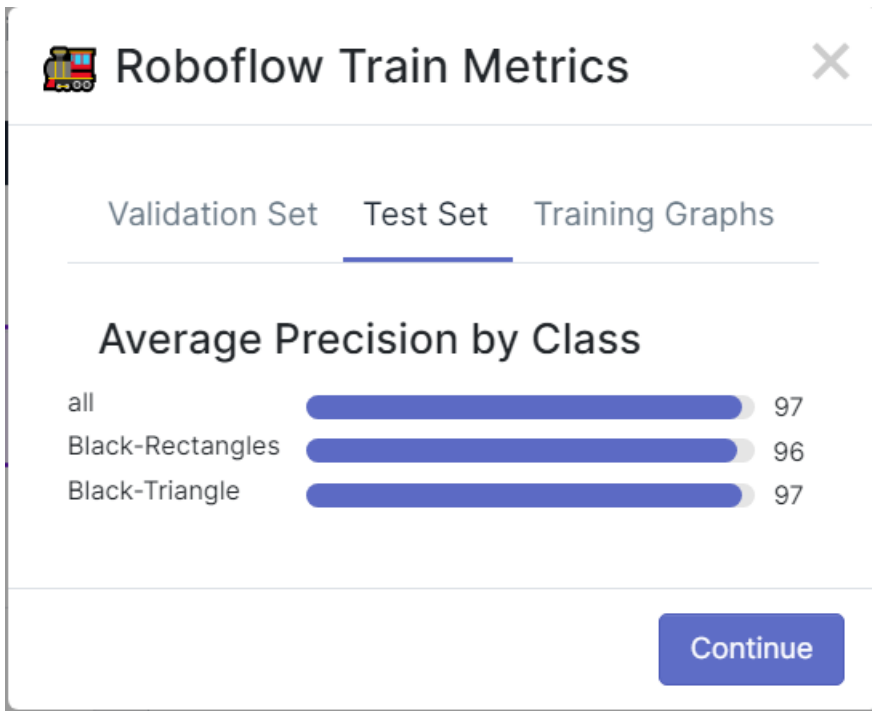 Roboflow Train Metrics
Validation Set Test Set Training Graphs
Average Precision by Class
all 97
Black-Rectangles 96
Black-Triangle 97
Continue